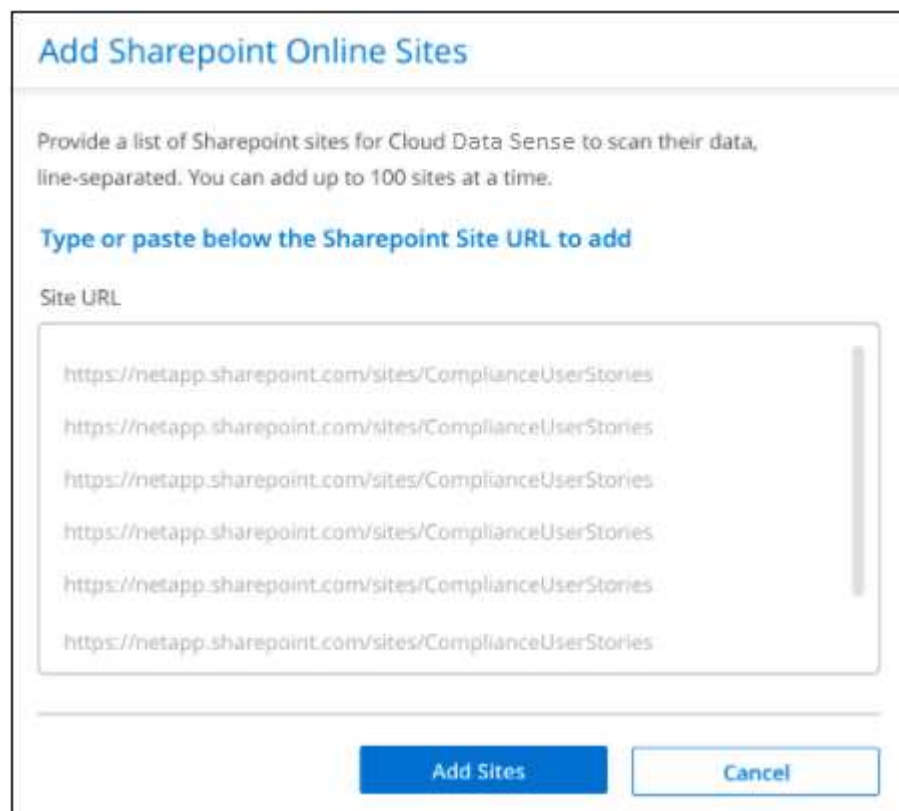 Add Sharepoint Online Sites
Provide a list of Sharepoint sites for Cloud Data Sense to scan their data,
line-separated. You can add up to 100 sites at a time.
Type or paste below the Sharepoint Site URL to add
Site URL
https://netapp.sharepoint.com/sites/ComplianceUserStories
https://netapp.sharepoint.com/sites/ComplianceUserStories
https://netapp.sharepoint.com/sites/ComplianceUserStories
https://netapp.sharepoint.com/sites/ComplianceUserStories
https://netapp.sharepoint.com/sites/ComplianceUserStories
https://netapp.sharepoint.com/sites/ComplianceUserStories
Add Sites Cancel